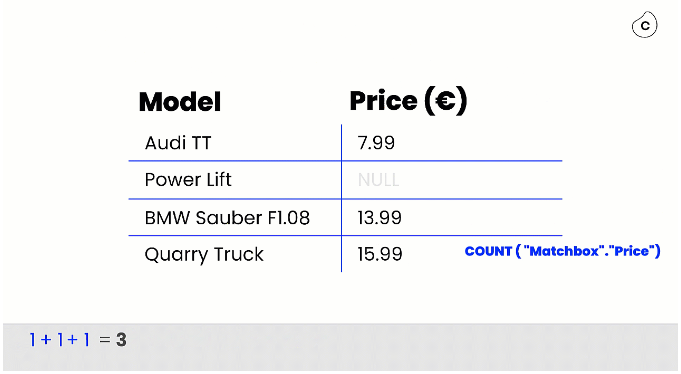 C
Model Price (€)
Audi TT 7.99
Power Lift NULL
BMW Sauber F1.08 13.99
Quarry Truck 15.99 COUNT ( "Matchbox"."Price")
1 + 1 + 1 = 3